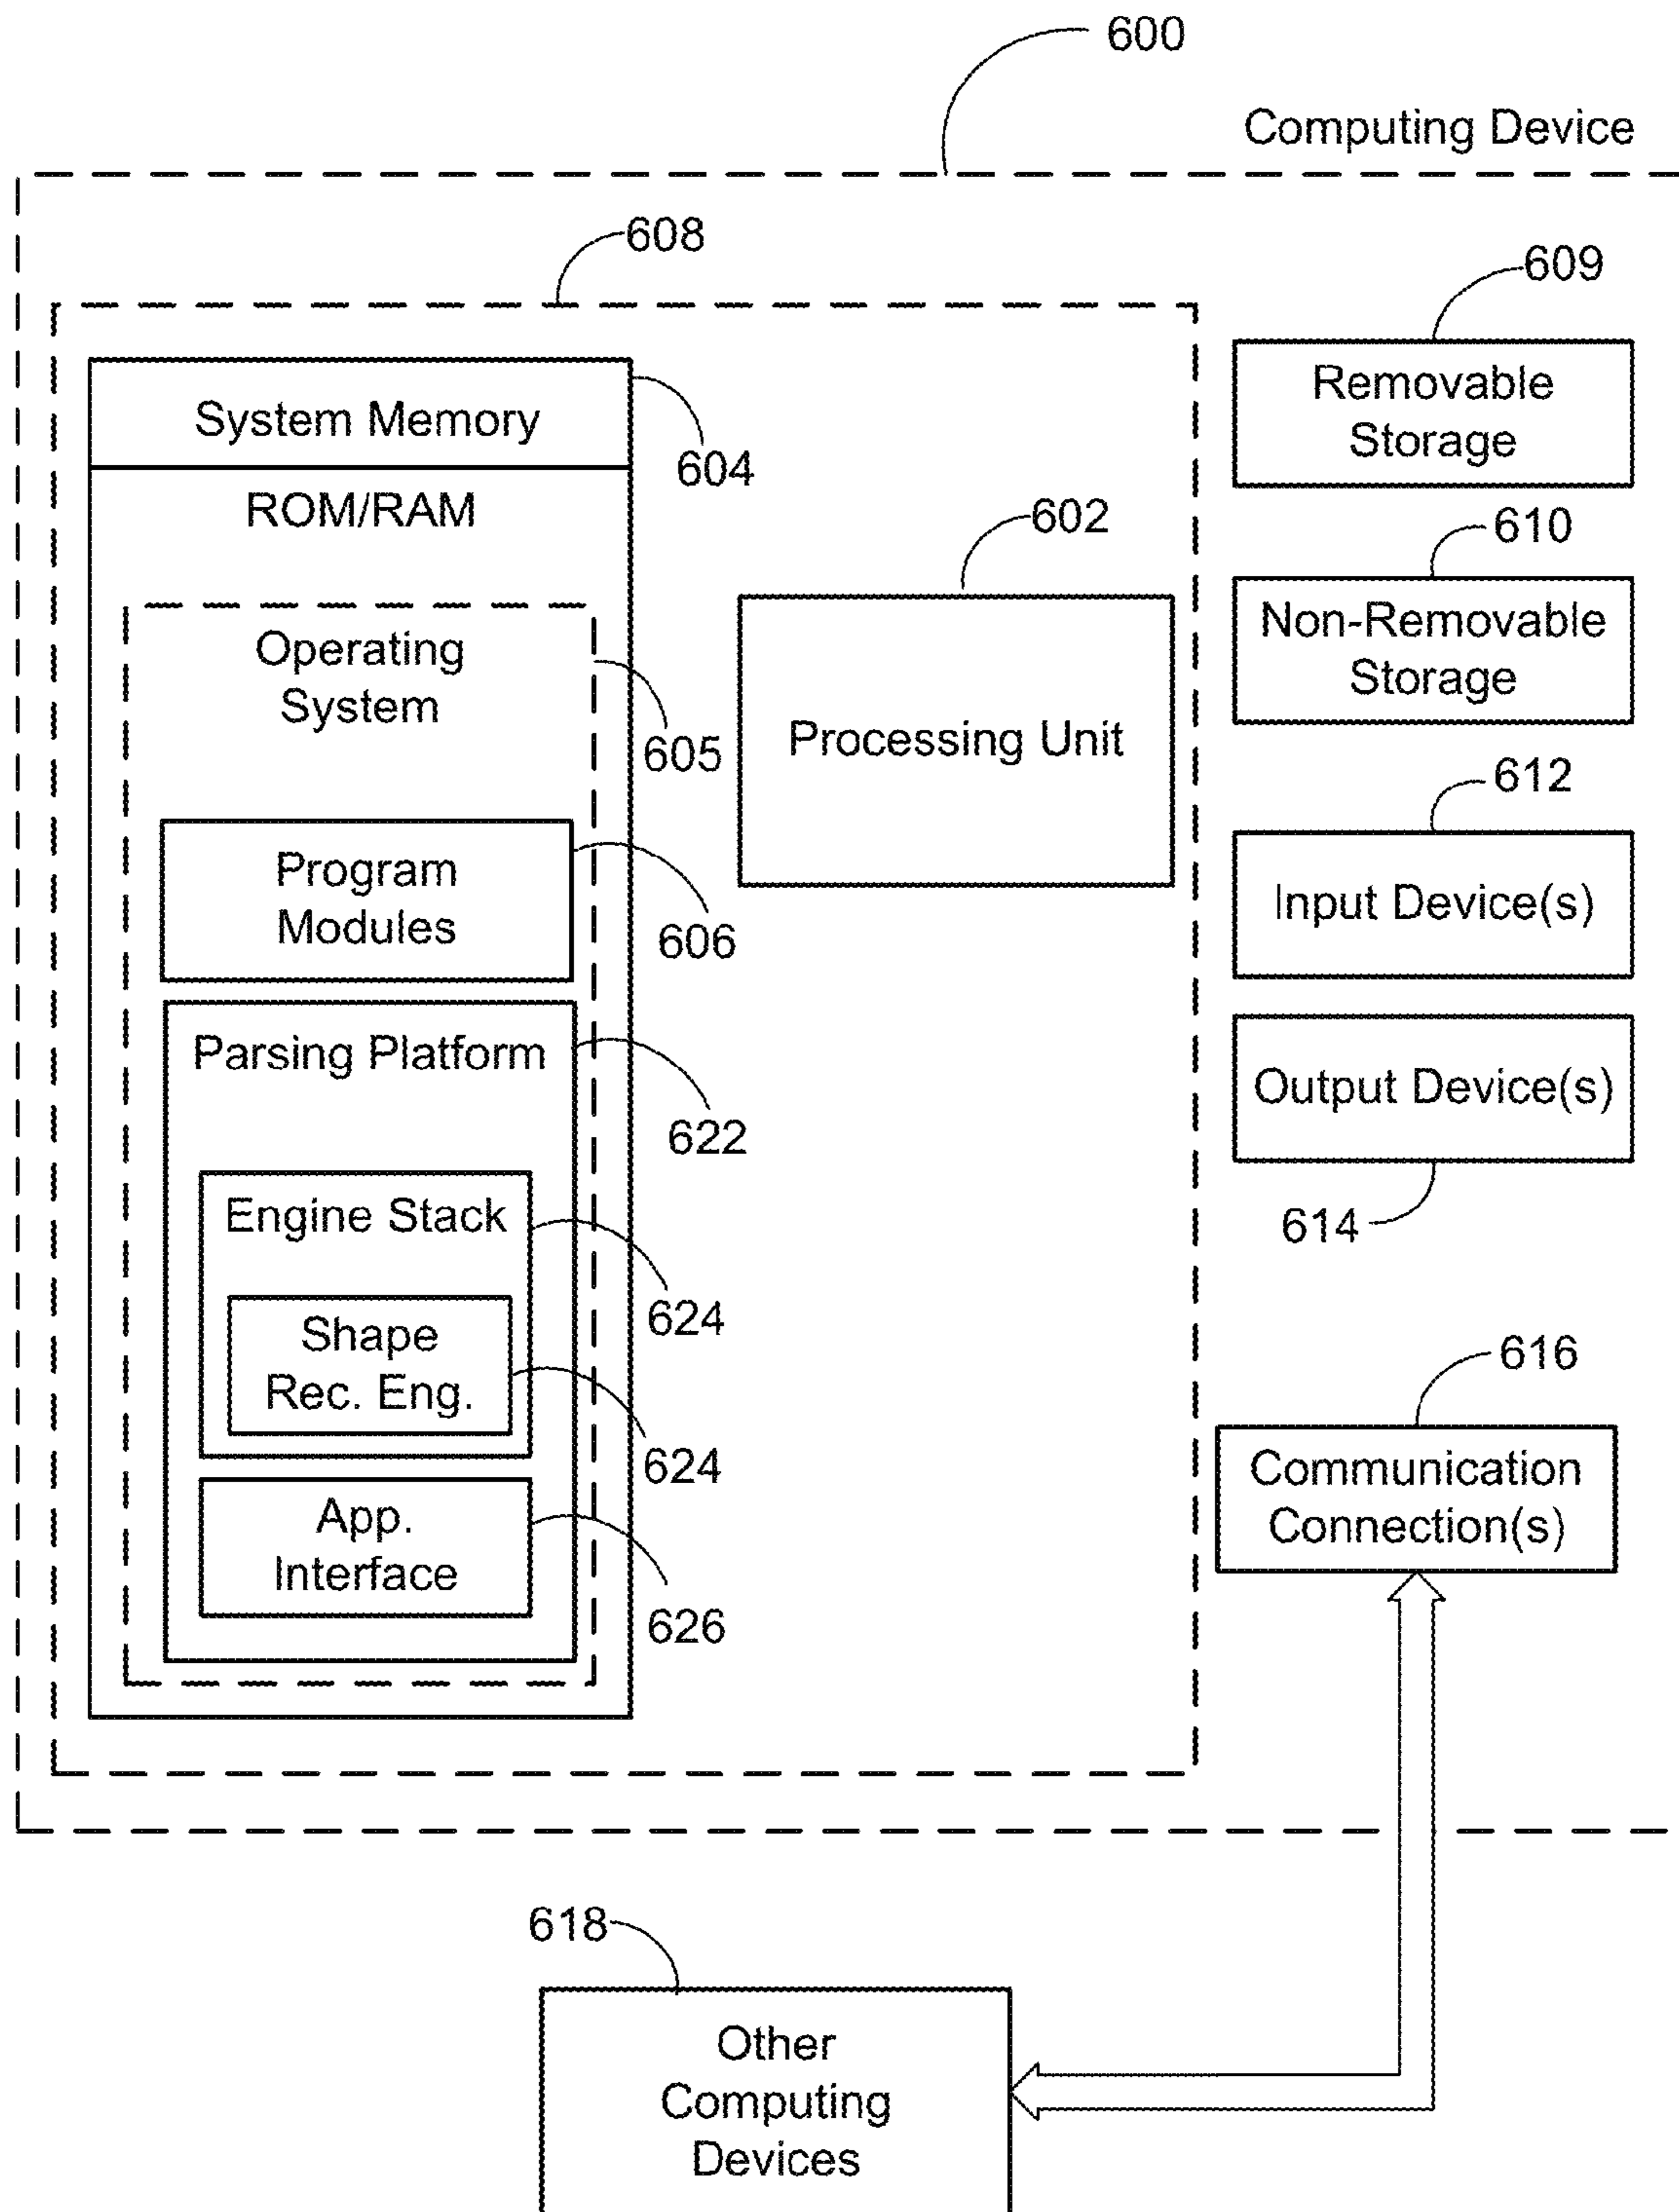 600
Computing Device
608
609
System Memory
604
Removable
Storage
ROM/RAM
602
610
Operating
System
605
Processing Unit
Non-Removable
Storage
612
Program
Modules
606
Input Device(s)
Parsing Platform
622
Output Device(s)
614
Engine Stack
624
Shape
Rec. Eng.
624
616
Communication
Connection(s)
App.
Interface
626
618
Other
Computing
Devices